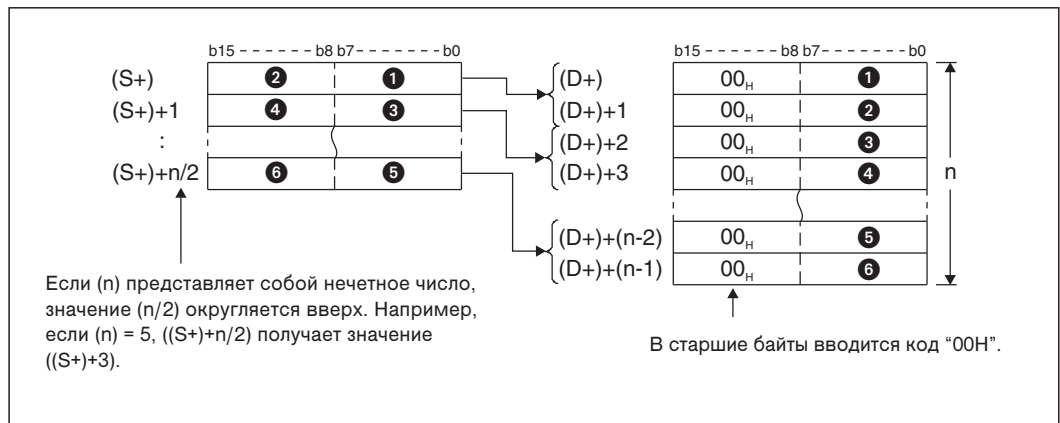 b15 - - - - - - b8 b7- - - - - - - b0
(S+) ❷ ❶
(S+)+1 ❹ ❸
:
(S+)+n/2 ❻ ❺
b15 - - - - - - b8 b7- - - - - - - b0
(D+) 00H ❶
(D+)+1 00H ❷
(D+)+2 00H ❸
(D+)+3 00H ❹
n
(D+)+(n-2) 00H ❺
(D+)+(n-1) 00H ❻
Если (n) представляет собой нечетное число,
значение (n/2) округляется вверх. Например,
если (n) = 5, ((S+)+n/2) получает значение
((S+)+3).
В старшие байты вводится код “00H”.